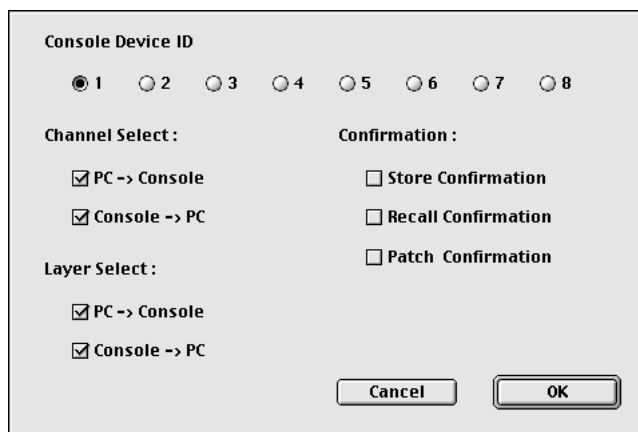 Console Device ID
1 2 3 4 5 6 7 8
Channel Select :
PC -> Console
Console -> PC
Layer Select :
PC -> Console
Console -> PC
Confirmation :
Store Confirmation
Recall Confirmation
Patch Confirmation
Cancel OK